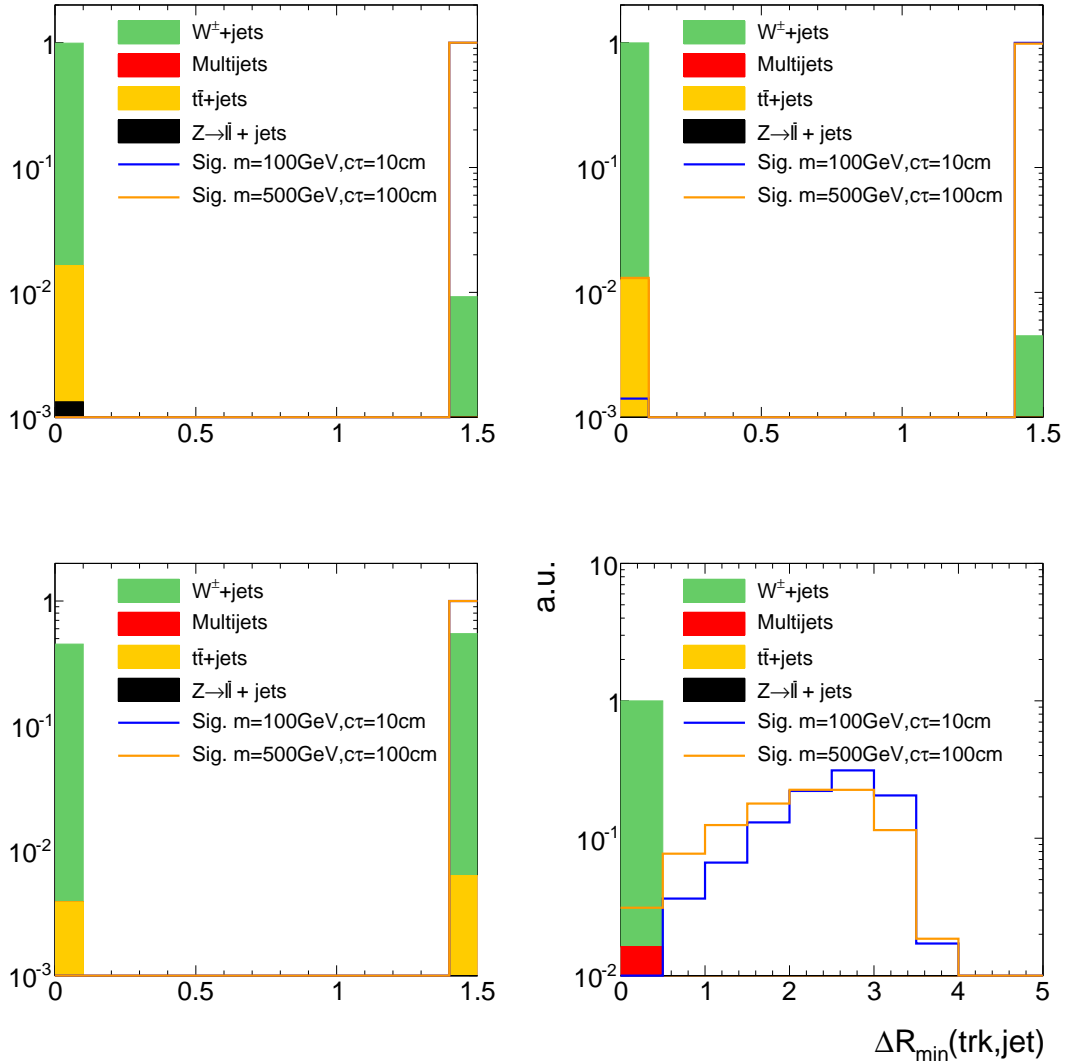 1
10⁻¹
10⁻²
10⁻³
0
0.5
1
1.5
W±+jets
Multijets
tt̄+jets
Z→ll̄ + jets
Sig. m=100GeV,cτ=10cm
Sig. m=500GeV,cτ=100cm
1
10⁻¹
10⁻²
10⁻³
0
0.5
1
1.5
W±+jets
Multijets
tt̄+jets
Z→ll̄ + jets
Sig. m=100GeV,cτ=10cm
Sig. m=500GeV,cτ=100cm
1
10⁻¹
10⁻²
10⁻³
0
0.5
1
1.5
W±+jets
Multijets
tt̄+jets
Z→ll̄ + jets
Sig. m=100GeV,cτ=10cm
Sig. m=500GeV,cτ=100cm
a.u.
10
1
10⁻¹
10⁻²
0
1
2
3
4
5
W±+jets
Multijets
tt̄+jets
Z→ll̄ + jets
Sig. m=100GeV,cτ=10cm
Sig. m=500GeV,cτ=100cm
ΔRmin(trk,jet)